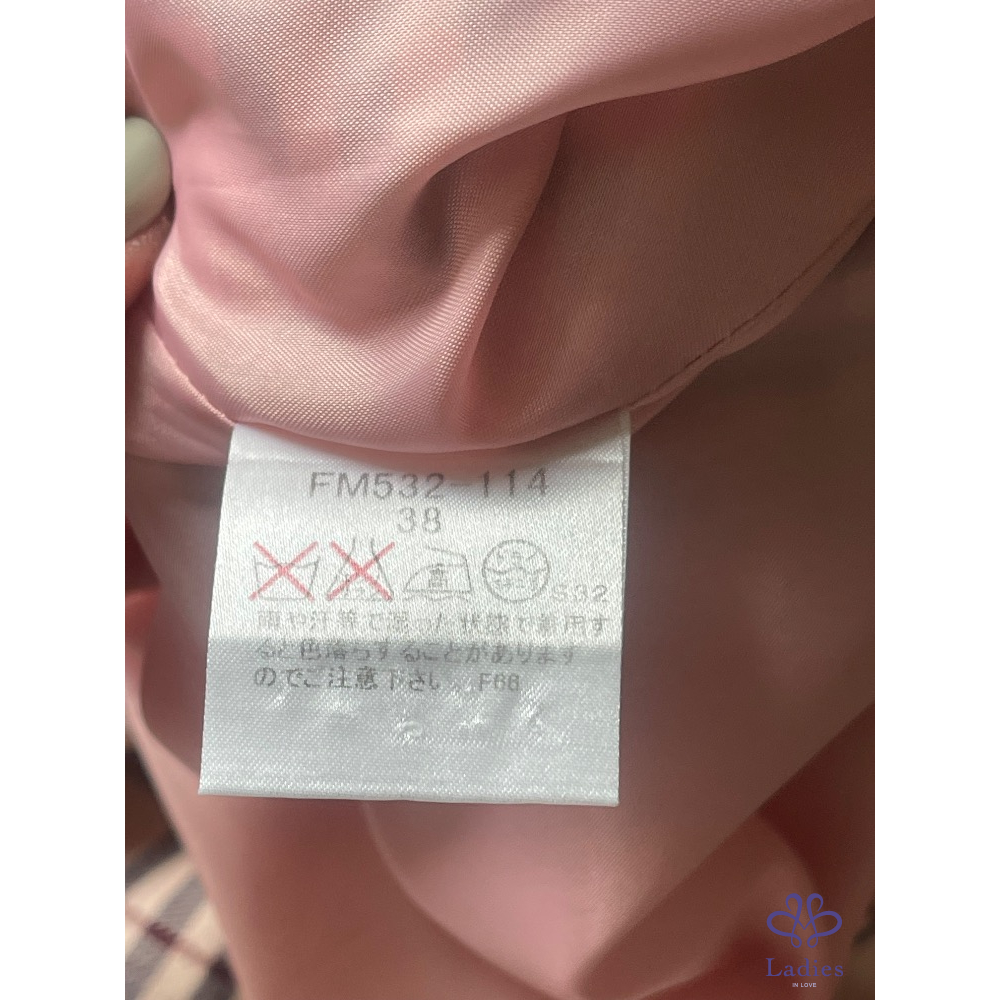 FM532-114
38
S32
雨や汗等で湿った状態で着用す
ると色落ちすることがあります
のでご注意下さい。 F66
Ladies
IN LOVE